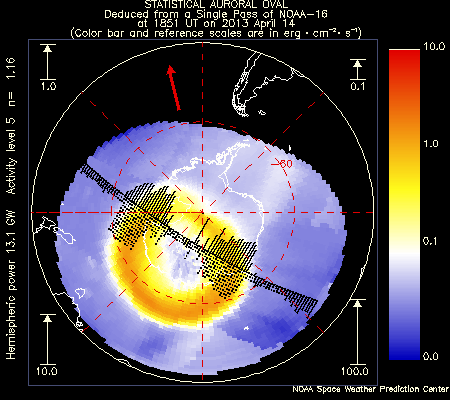 STATISTICAL AURORAL OVAL
Deduced from a Single Pass of NOAA-16
at 1851 UT on 2013 April 14
(Color bar and reference scales are in erg · cm⁻² · s⁻¹)
Hemispheric power 13.1 GW Activity level 5 n= 1.16
1.0
0.1
10.0
100.0
-60
10.0
1.0
0.1
0.0
NOAA Space Weather Prediction Center